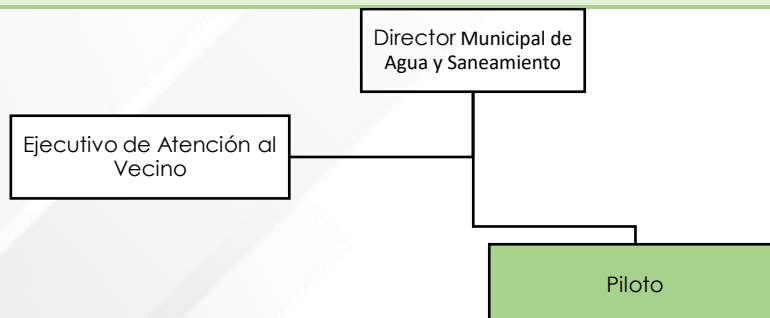 Director Municipal de
Agua y Saneamiento
Ejecutivo de Atención al
Vecino
Piloto